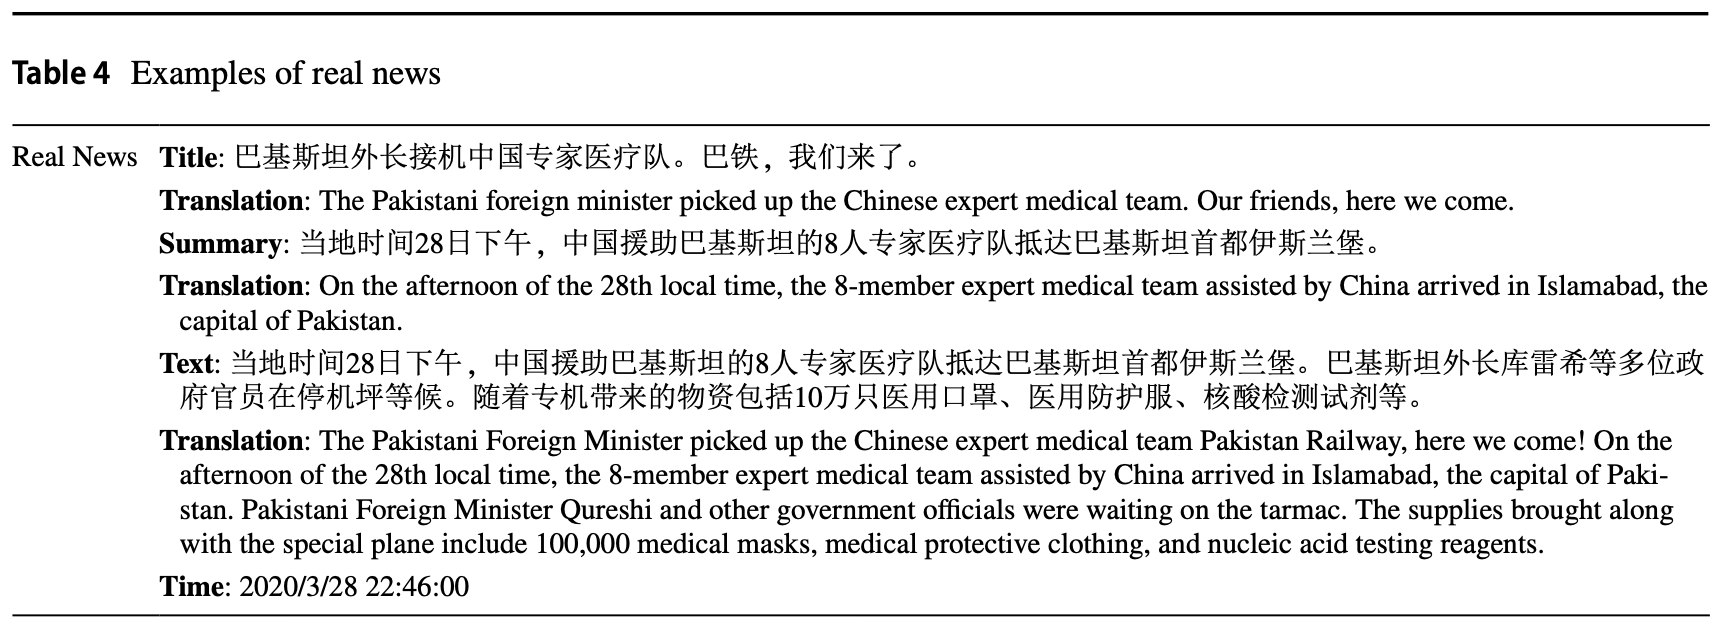 Table 4 Examples of real news
Real News Title: 巴基斯坦外长接机中国专家医疗队。巴铁，我们来了。
Translation: The Pakistani foreign minister picked up the Chinese expert medical team. Our friends, here we come.
Summary: 当地时间28日下午，中国援助巴基斯坦的8人专家医疗队抵达巴基斯坦首都伊斯兰堡。
Translation: On the afternoon of the 28th local time, the 8-member expert medical team assisted by China arrived in Islamabad, the
capital of Pakistan.
Text: 当地时间28日下午，中国援助巴基斯坦的8人专家医疗队抵达巴基斯坦首都伊斯兰堡。巴基斯坦外长库雷希等多位政
府官员在停机坪等候。随着专机带来的物资包括10万只医用口罩、医用防护服、核酸检测试剂等。
Translation: The Pakistani Foreign Minister picked up the Chinese expert medical team Pakistan Railway, here we come! On the
afternoon of the 28th local time, the 8-member expert medical team assisted by China arrived in Islamabad, the capital of Paki-
stan. Pakistani Foreign Minister Qureshi and other government officials were waiting on the tarmac. The supplies brought along
with the special plane include 100,000 medical masks, medical protective clothing, and nucleic acid testing reagents.
Time: 2020/3/28 22:46:00